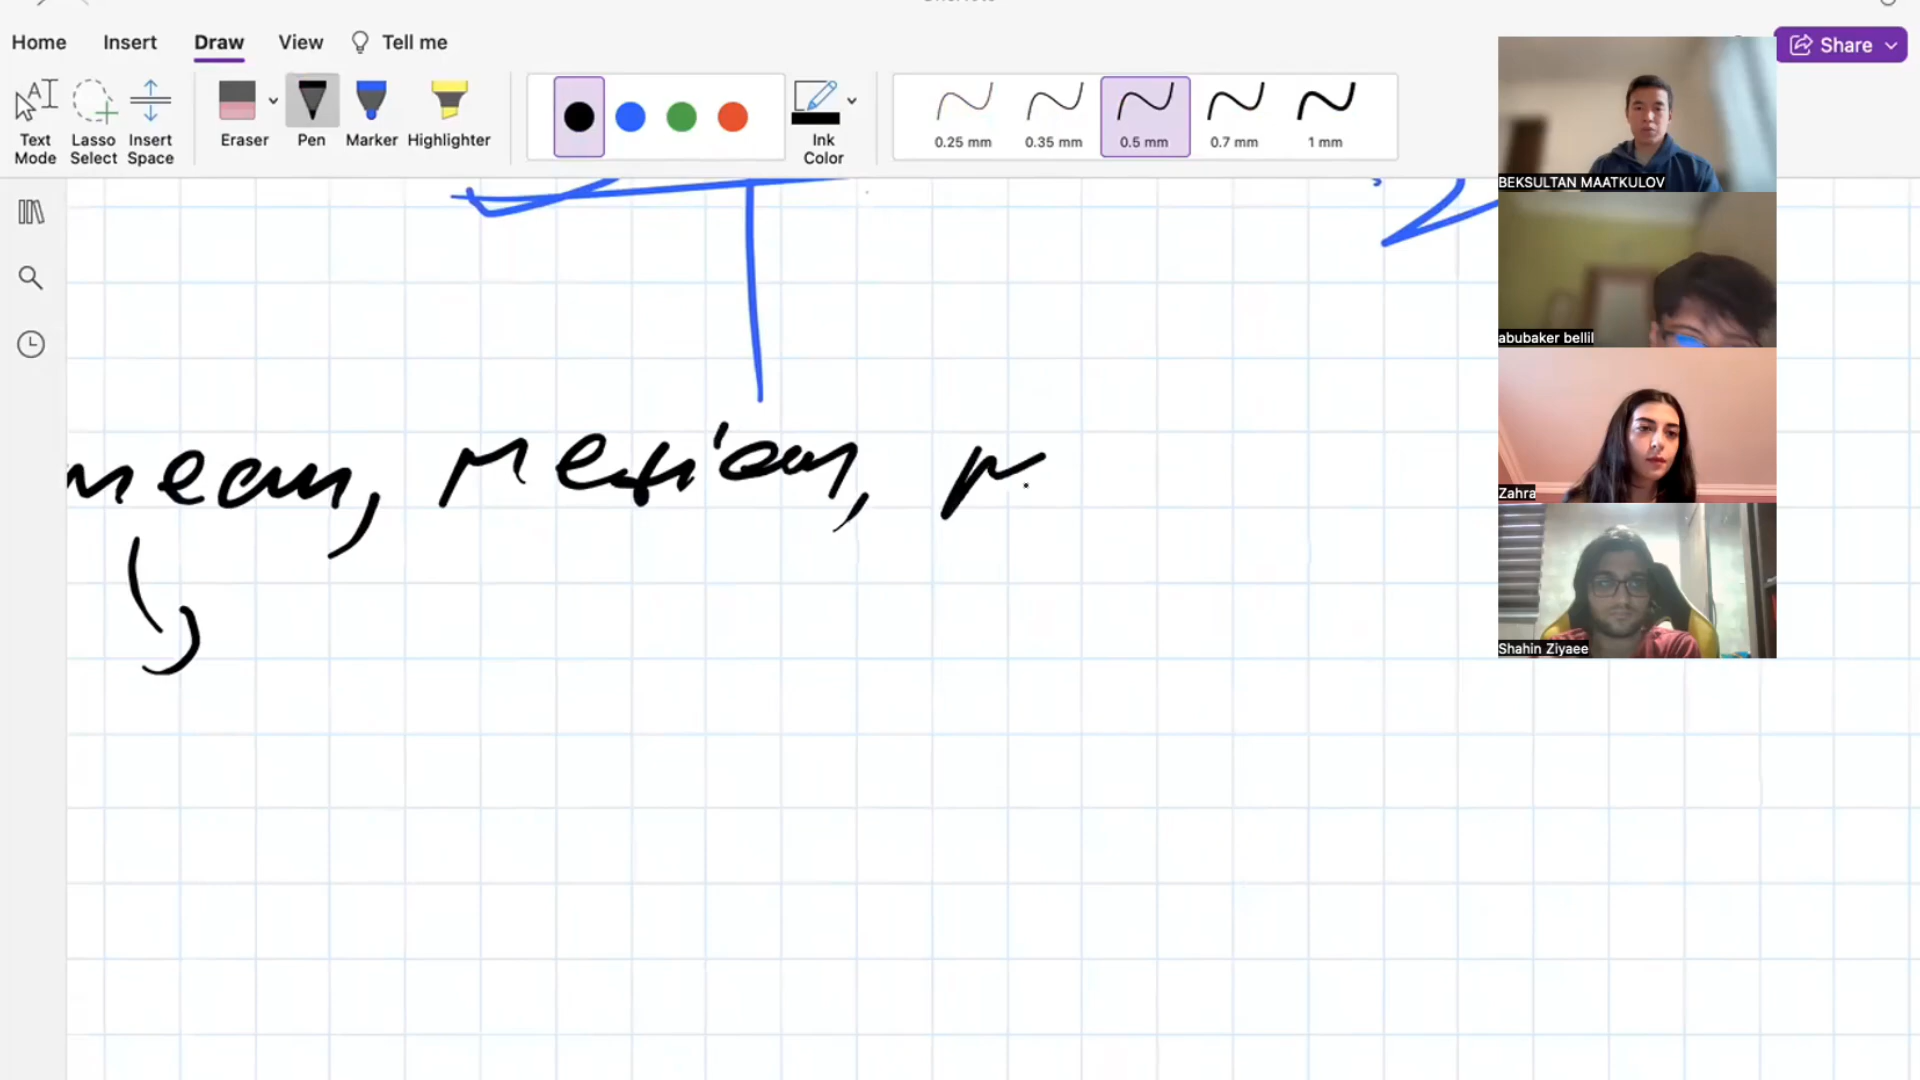 Home Insert Draw View Tell me
Share
Text Mode
Lasso Select
Insert Space
Eraser
Pen
Marker
Highlighter
Ink Color
0.25 mm
0.35 mm
0.5 mm
0.7 mm
1 mm
BEKSULTAN MAATKULOV
abubaker bellil
Zahra
Shahin Ziyaee
mean, median, m